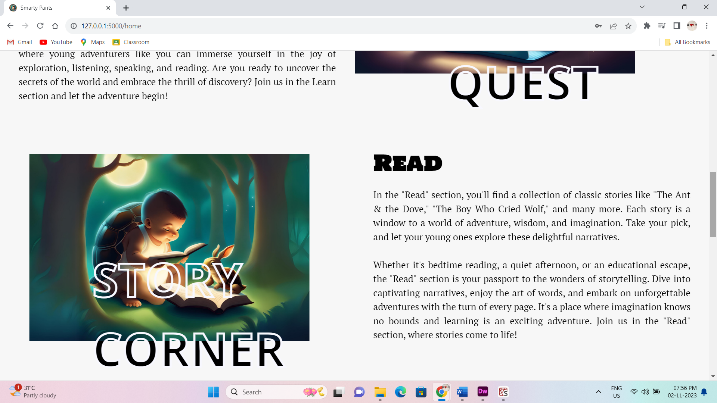 Smarty Pants
127.0.0.1:5000/home
Gmail
YouTube
Maps
Classroom
All Bookmarks
where young adventurers like you can immerse yourself in the joy of
exploration, listening, speaking, and reading. Are you ready to uncover the
secrets of the world and embrace the thrill of discovery? Join us in the Learn
section and let the adventure begin!
QUEST
STORY
CORNER
READ
In the "Read" section, you'll find a collection of classic stories like "The Ant
& the Dove," "The Boy Who Cried Wolf," and many more. Each story is a
window to a world of adventure, wisdom, and imagination. Take your pick,
and let your young ones explore these delightful narratives.
Whether it's bedtime reading, a quiet afternoon, or an educational escape,
the "Read" section is your passport to the wonders of storytelling. Dive into
captivating narratives, enjoy the art of words, and embark on unforgettable
adventures with the turn of every page. It's a place where imagination knows
no bounds and learning is an exciting adventure. Join us in the "Read"
section, where stories come to life!
1
31°C
Partly cloudy
Search
W
Dw
ENG
US
07:56 PM
02-11-2023